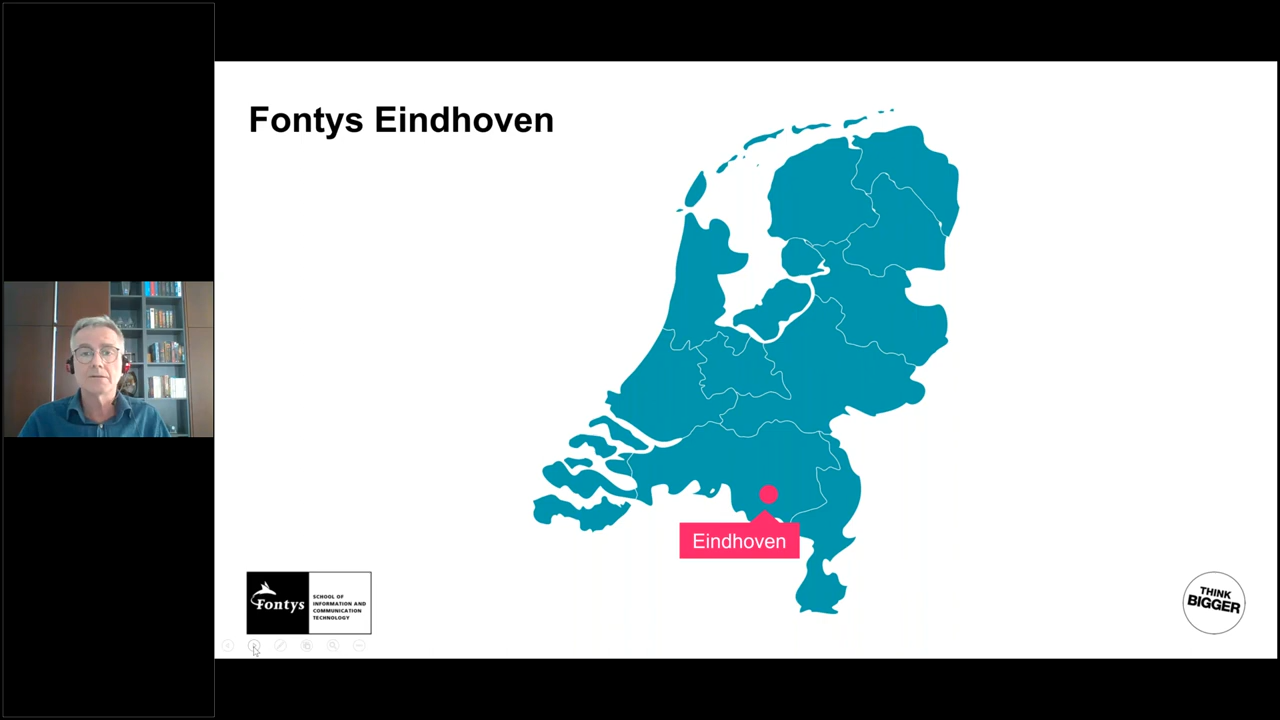 Fontys Eindhoven
Eindhoven
Fontys
SCHOOL OF
INFORMATION AND
COMMUNICATION
TECHNOLOGY
THINK
BIGGER